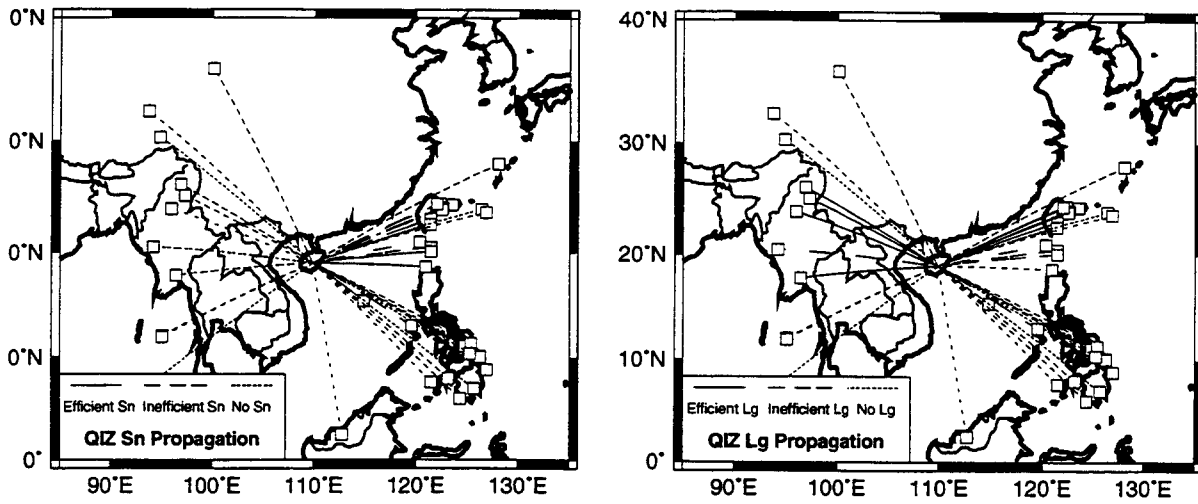 0°N
0°N
0°N
0°N
0°
90°E 100°E 110°E 120°E 130°E
Efficient Sn Inefficient Sn No Sn
QIZ Sn Propagation
40°N
30°N
20°N
10°N
0°
90°E 100°E 110°E 120°E 130°E
Efficient Lg Inefficient Lg No Lg
QIZ Lg Propagation